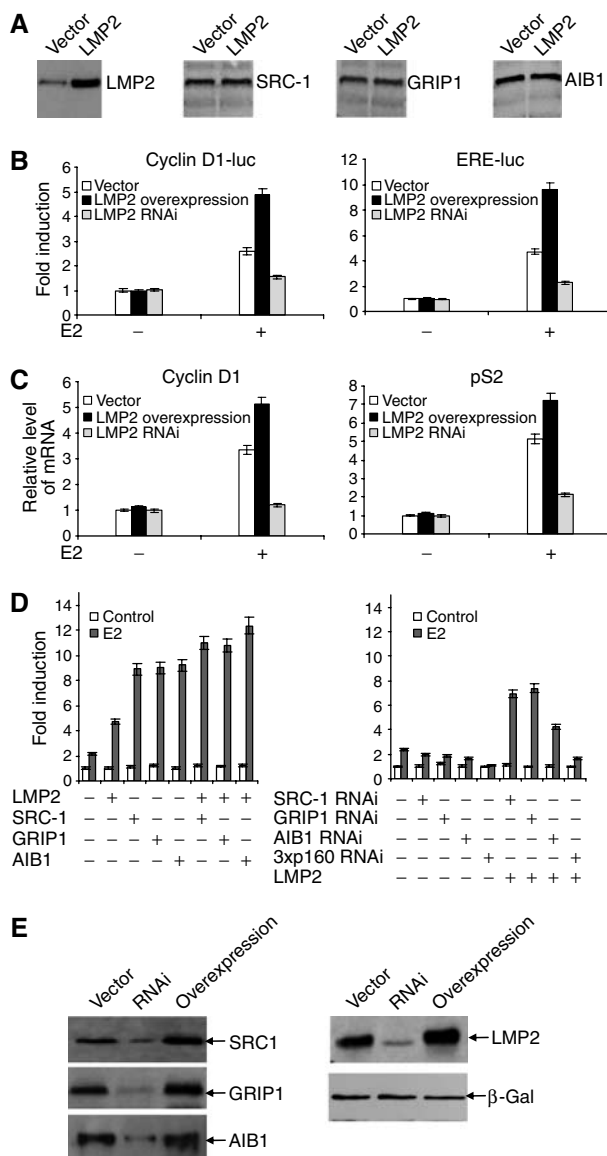 A
Vector LMP2
LMP2
Vector LMP2
SRC-1
Vector LMP2
GRIP1
Vector LMP2
AIB1
B
Cyclin D1-luc
Fold induction
6
5
4
3
2
1
0
Vector
LMP2 overexpression
LMP2 RNAi
E2 – +
ERE-luc
12
10
8
6
4
2
0
Vector
LMP2 overexpression
LMP2 RNAi
– +
C
Cyclin D1
Relative level of mRNA
6
5
4
3
2
1
0
Vector
LMP2 overexpression
LMP2 RNAi
E2 – +
pS2
8
7
6
5
4
3
2
1
0
Vector
LMP2 overexpression
LMP2 RNAi
– +
D
Fold induction
14
12
10
8
6
4
2
0
Control
E2
LMP2 – + – – – + + +
SRC-1 – – + – – + – –
GRIP1 – – – + – – + –
AIB1 – – – – + – – +
14
12
10
8
6
4
2
0
Control
E2
SRC-1 RNAi – + – – – + – – –
GRIP1 RNAi – – + – – – + – –
AIB1 RNAi – – – + – – – + –
3xp160 RNAi – – – – + – – – +
LMP2 – – – – – + + + +
E
Vector RNAi Overexpression
SRC1
GRIP1
AIB1
Vector RNAi Overexpression
LMP2
β-Gal